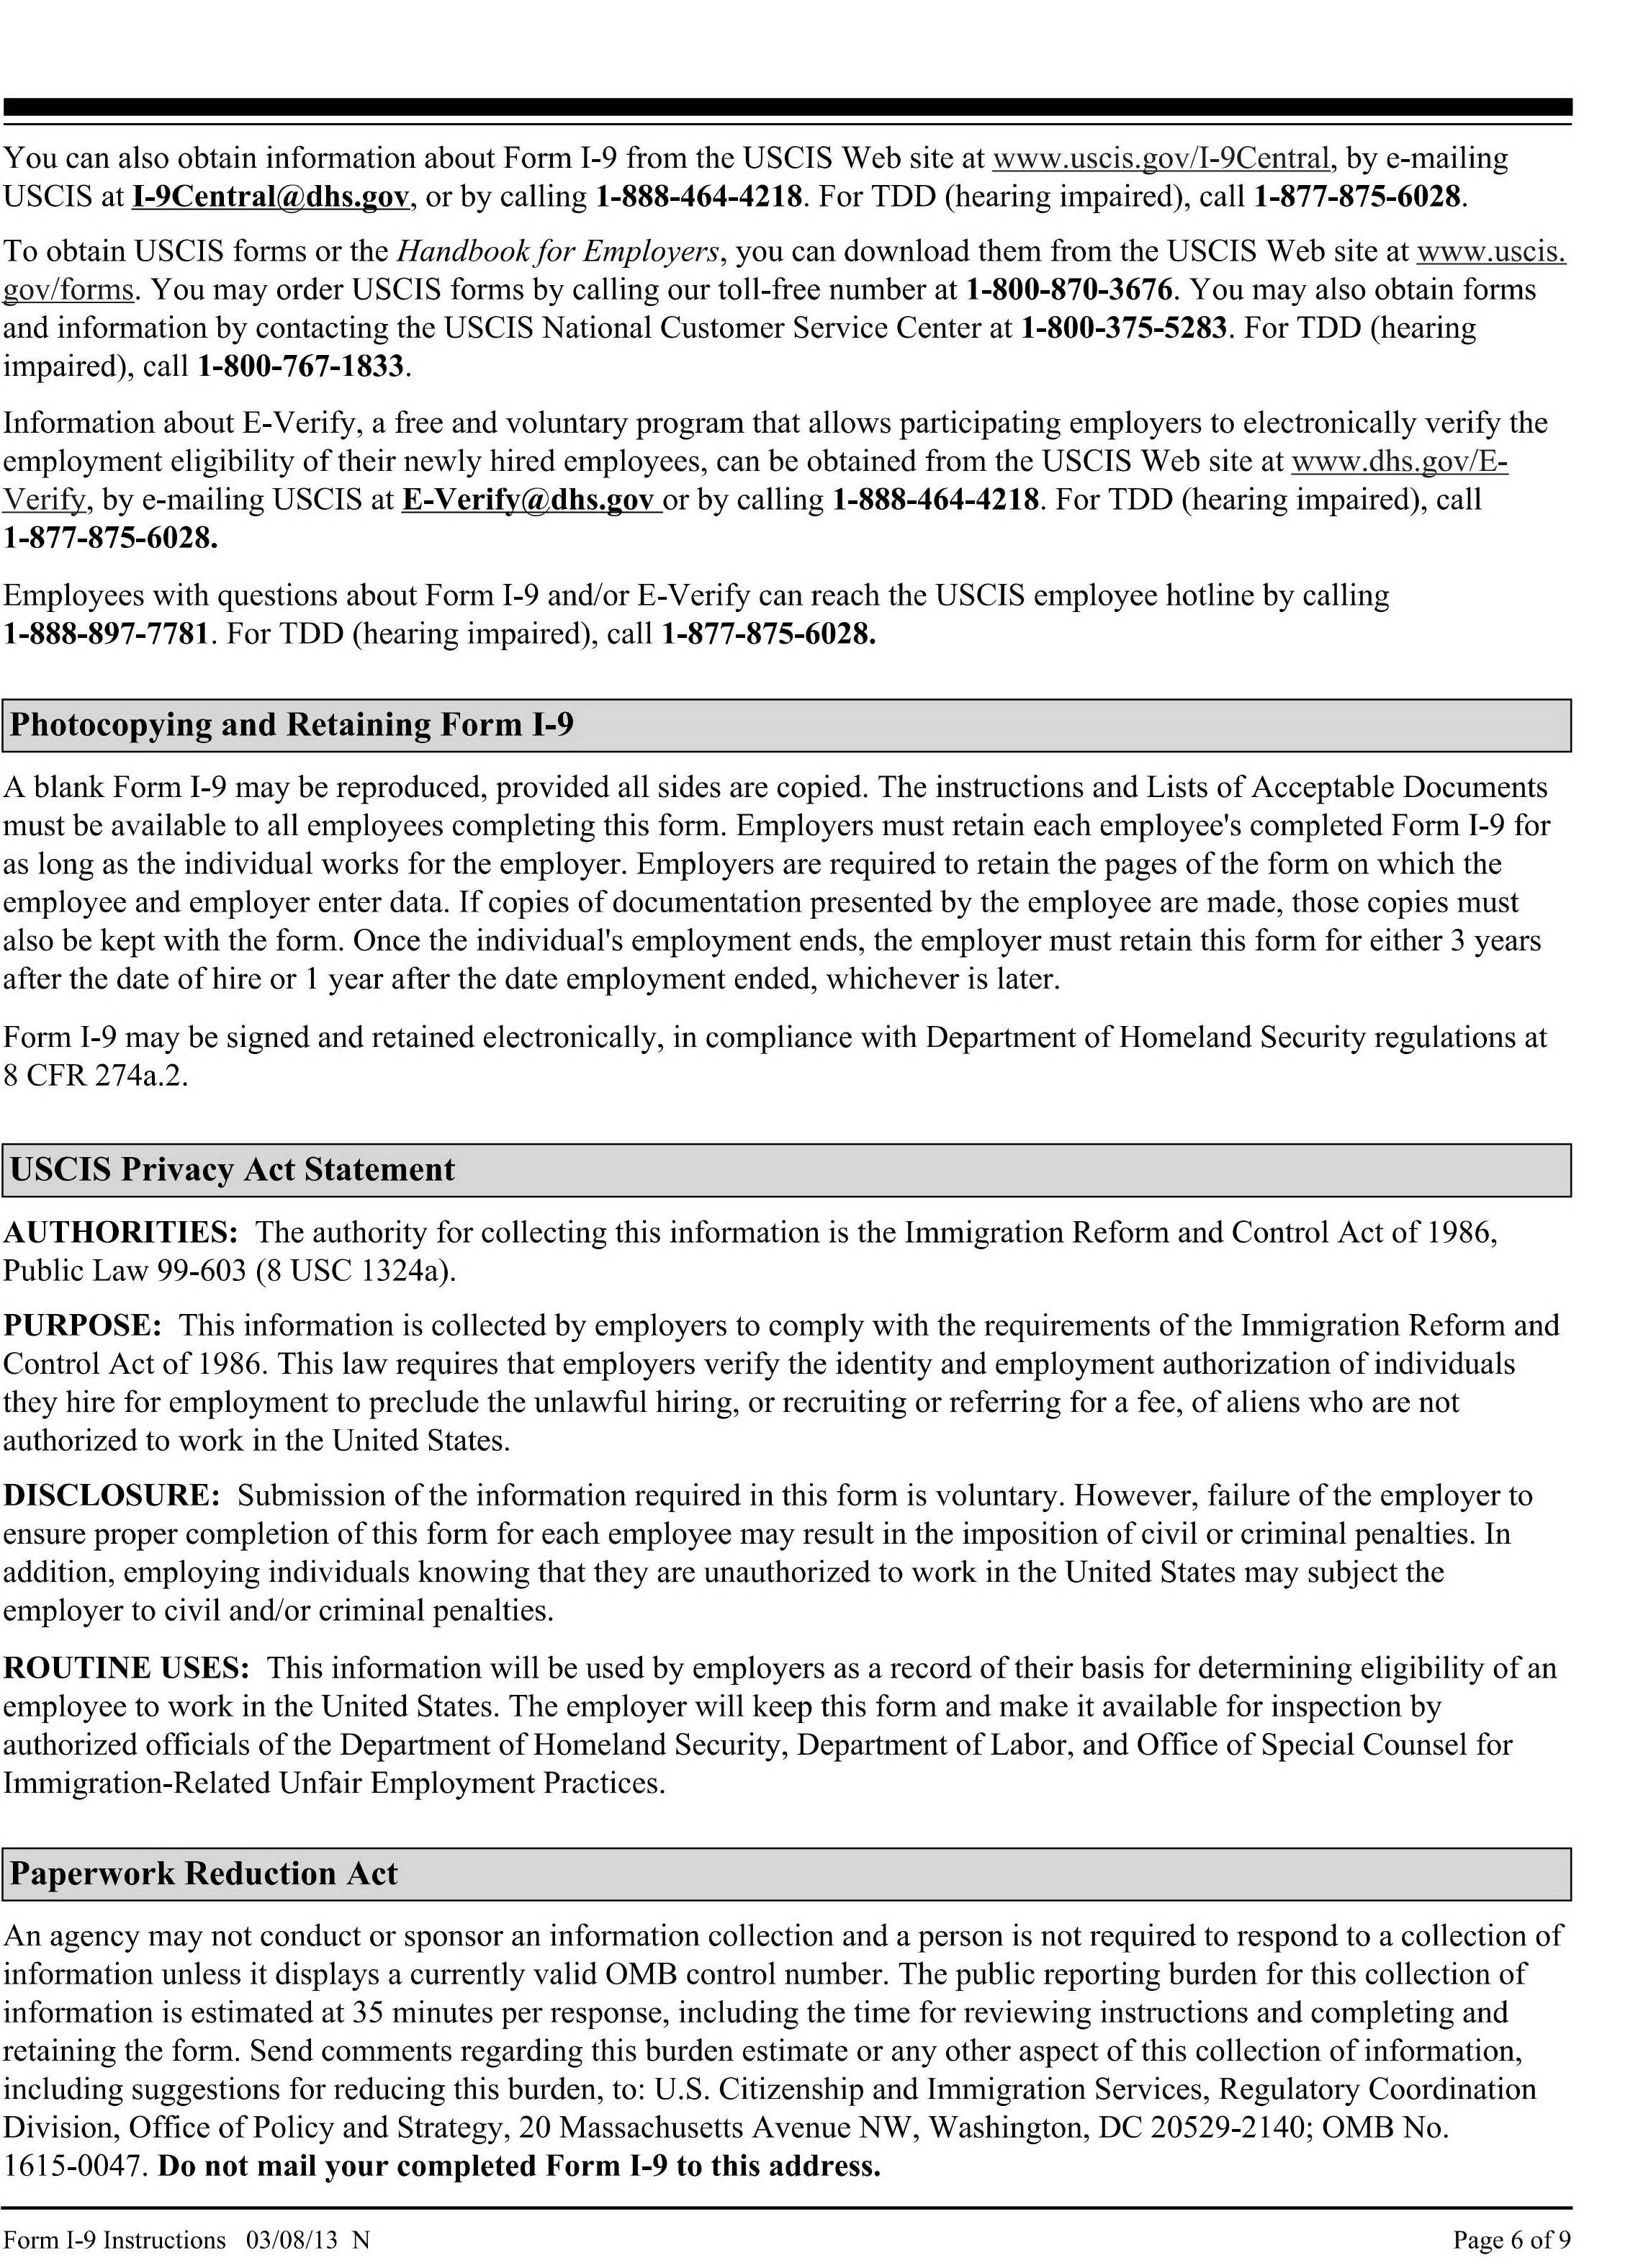 You can also obtain information about Form I-9 from the USCIS Web site at www.uscis.gov/I-9Central, by e-mailing
USCIS at I-9Central@dhs.gov, or by calling 1-888-464-4218. For TDD (hearing impaired), call 1-877-875-6028.
To obtain USCIS forms or the Handbook for Employers, you can download them from the USCIS Web site at www.uscis.
gov/forms. You may order USCIS forms by calling our toll-free number at 1-800-870-3676. You may also obtain forms
and information by contacting the USCIS National Customer Service Center at 1-800-375-5283. For TDD (hearing
impaired), call 1-800-767-1833.
Information about E-Verify, a free and voluntary program that allows participating employers to electronically verify the
employment eligibility of their newly hired employees, can be obtained from the USCIS Web site at www.dhs.gov/E-
Verify, by e-mailing USCIS at E-Verify@dhs.gov or by calling 1-888-464-4218. For TDD (hearing impaired), call
1-877-875-6028.
Employees with questions about Form I-9 and/or E-Verify can reach the USCIS employee hotline by calling
1-888-897-7781. For TDD (hearing impaired), call 1-877-875-6028.
Photocopying and Retaining Form I-9
A blank Form I-9 may be reproduced, provided all sides are copied. The instructions and Lists of Acceptable Documents
must be available to all employees completing this form. Employers must retain each employee's completed Form I-9 for
as long as the individual works for the employer. Employers are required to retain the pages of the form on which the
employee and employer enter data. If copies of documentation presented by the employee are made, those copies must
also be kept with the form. Once the individual's employment ends, the employer must retain this form for either 3 years
after the date of hire or 1 year after the date employment ended, whichever is later.
Form I-9 may be signed and retained electronically, in compliance with Department of Homeland Security regulations at
8 CFR 274a.2.
USCIS Privacy Act Statement
AUTHORITIES: The authority for collecting this information is the Immigration Reform and Control Act of 1986,
Public Law 99-603 (8 USC 1324a).
PURPOSE: This information is collected by employers to comply with the requirements of the Immigration Reform and
Control Act of 1986. This law requires that employers verify the identity and employment authorization of individuals
they hire for employment to preclude the unlawful hiring, or recruiting or referring for a fee, of aliens who are not
authorized to work in the United States.
DISCLOSURE: Submission of the information required in this form is voluntary. However, failure of the employer to
ensure proper completion of this form for each employee may result in the imposition of civil or criminal penalties. In
addition, employing individuals knowing that they are unauthorized to work in the United States may subject the
employer to civil and/or criminal penalties.
ROUTINE USES: This information will be used by employers as a record of their basis for determining eligibility of an
employee to work in the United States. The employer will keep this form and make it available for inspection by
authorized officials of the Department of Homeland Security, Department of Labor, and Office of Special Counsel for
Immigration-Related Unfair Employment Practices.
Paperwork Reduction Act
An agency may not conduct or sponsor an information collection and a person is not required to respond to a collection of
information unless it displays a currently valid OMB control number. The public reporting burden for this collection of
information is estimated at 35 minutes per response, including the time for reviewing instructions and completing and
retaining the form. Send comments regarding this burden estimate or any other aspect of this collection of information,
including suggestions for reducing this burden, to: U.S. Citizenship and Immigration Services, Regulatory Coordination
Division, Office of Policy and Strategy, 20 Massachusetts Avenue NW, Washington, DC 20529-2140; OMB No.
1615-0047. Do not mail your completed Form I-9 to this address.
Form I-9 Instructions 03/08/13 N
Page 6 of 9